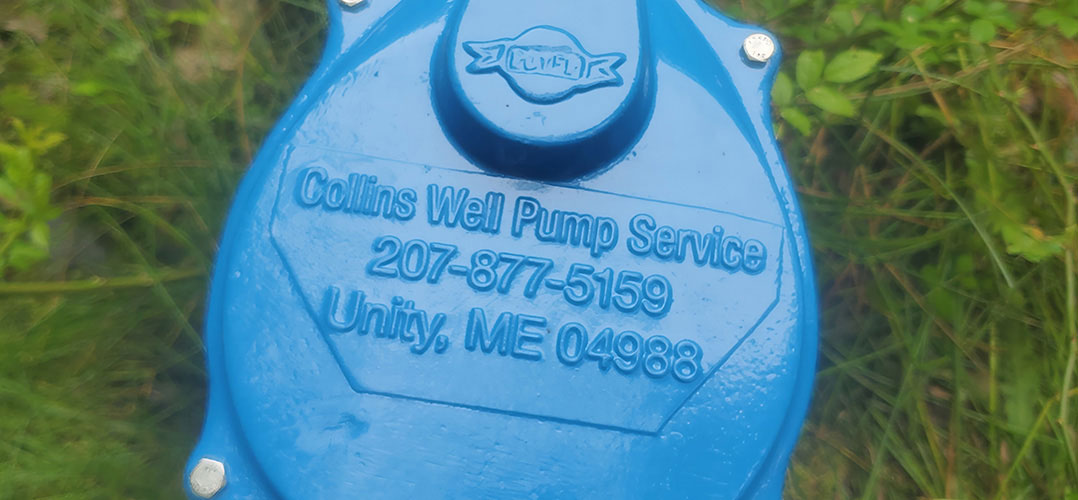 Collins Well Pump Service
207-877-5159
Unity, ME 04988